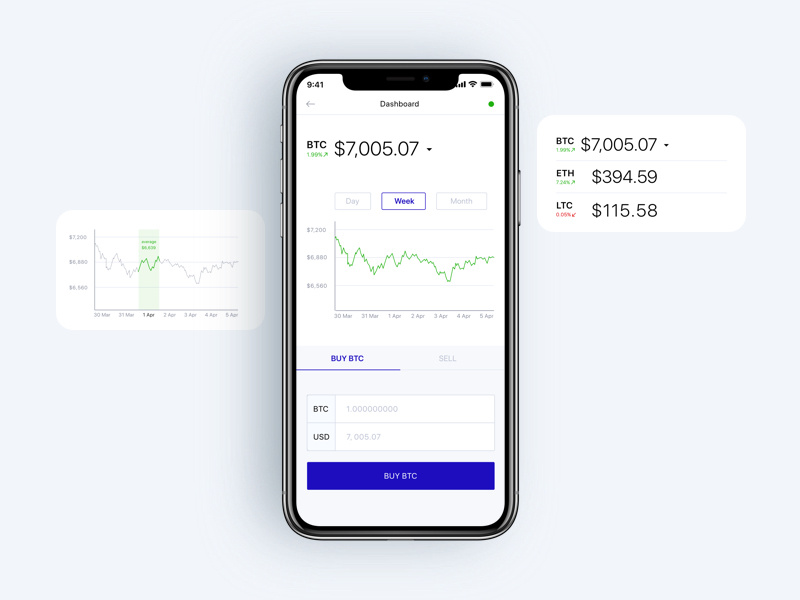 9:41
Dashboard
BTC $7,005.07
1.99%
Day Week Month
$7,200
$6,880
$6,560
30 Mar 31 Mar 1 Apr 2 Apr 3 Apr 4 Apr 5 Apr
BUY BTC SELL
BTC 1.000000000
USD 7, 005.07
BUY BTC
$7,200
$6,880
$6,560
average
$6,839
30 Mar 31 Mar 1 Apr 2 Apr 3 Apr 4 Apr 5 Apr
BTC $7,005.07
1.99%
ETH $394.59
7.24%
LTC $115.58
0.05%